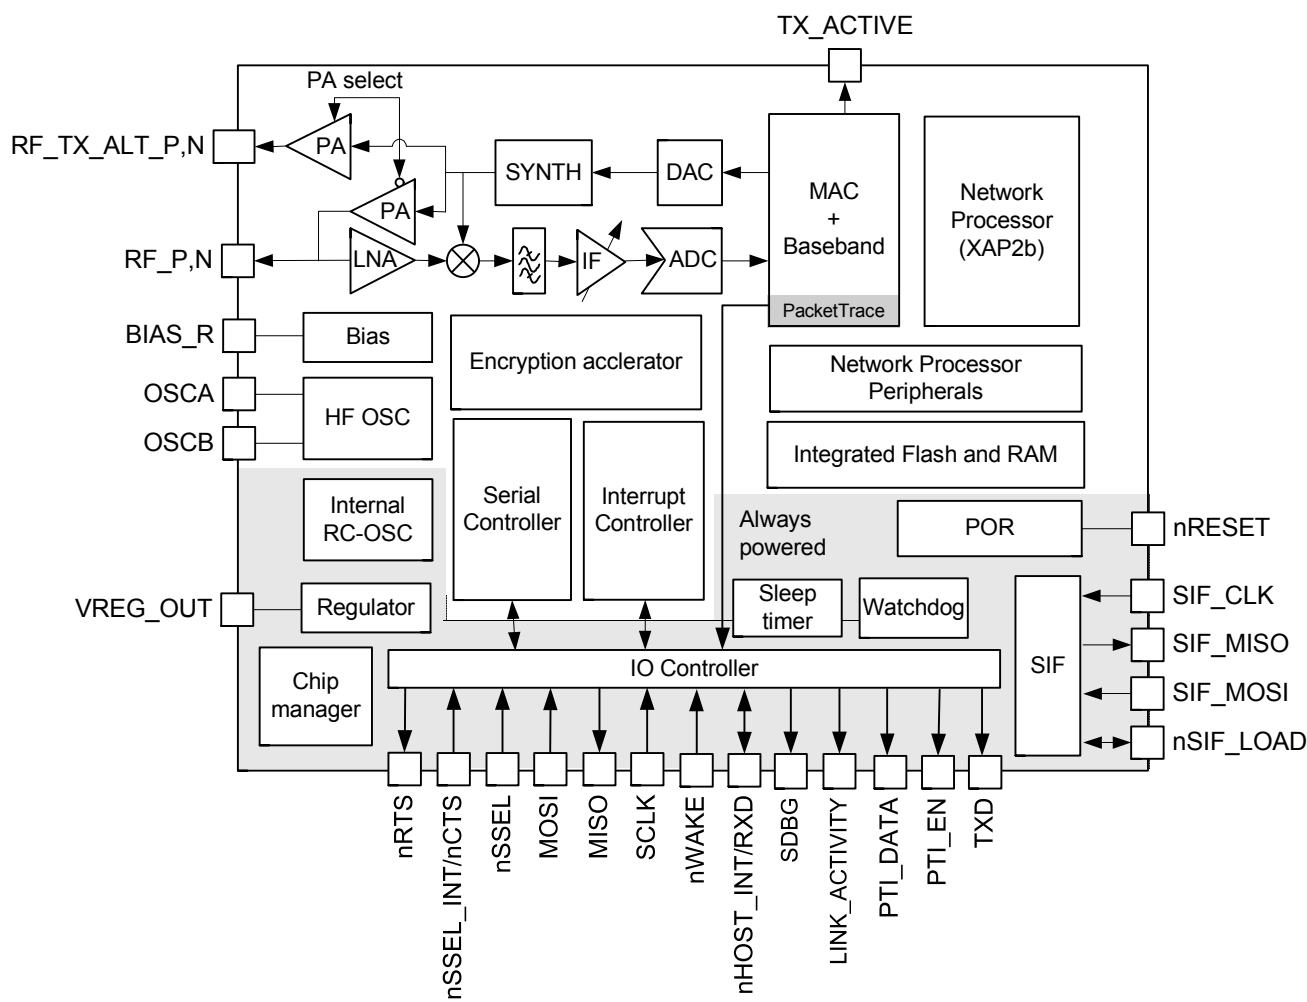 TX_ACTIVE
PA select
RF_TX_ALT_P,N
PA
SYNTH
DAC
MAC
+
Baseband
Network
Processor
(XAP2b)
PA
RF_P,N
LNA
IF
ADC
PacketTrace
BIAS_R
Bias
Encryption acclerator
Network Processor
Peripherals
OSCA
HF OSC
OSCB
Integrated Flash and RAM
Internal
RC-OSC
Serial
Controller
Interrupt
Controller
Always
powered
POR
nRESET
VREG_OUT
Regulator
Sleep
timer
Watchdog
SIF_CLK
SIF_MISO
SIF
SIF_MOSI
nSIF_LOAD
IO Controller
Chip
manager
nRTS
nSSEL_INT/nCTS
nSSEL
MOSI
MISO
SCLK
nWAKE
nHOST_INT/RXD
SDBG
LINK_ACTIVITY
PTI_DATA
PTI_EN
TXD